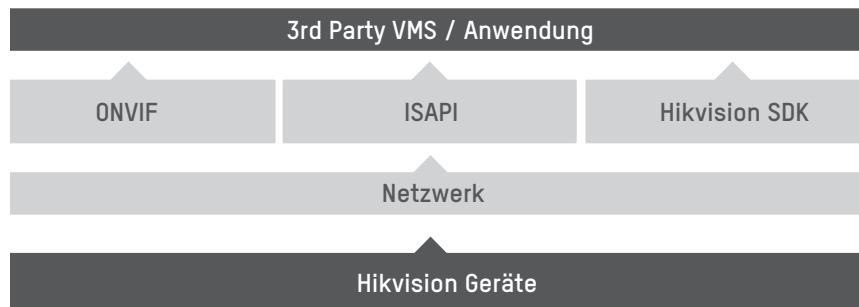 3rd Party VMS / Anwendung
ONVIF
ISAPI
Hikvision SDK
Netzwerk
Hikvision Geräte